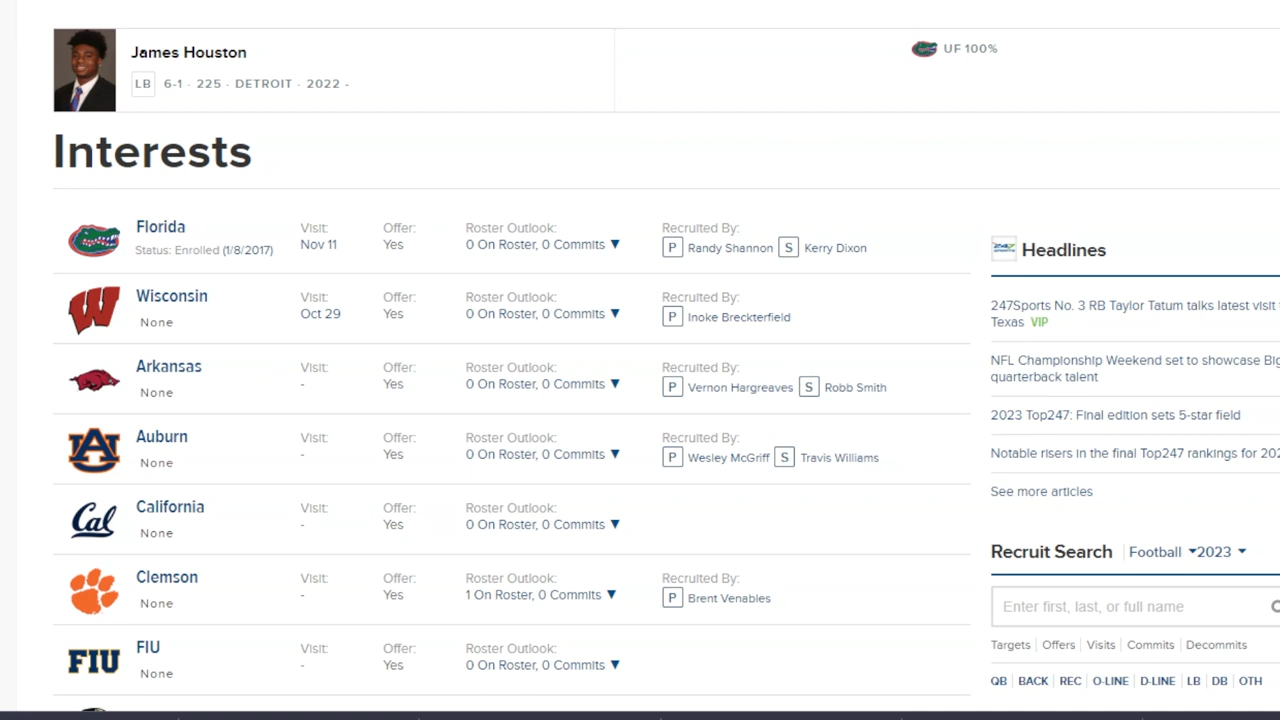 James Houston
LB 6-1 · 225 · DETROIT · 2022 -
UF 100%
Interests
Florida
Status: Enrolled (1/8/2017)
Visit:
Nov 11
Offer:
Yes
Roster Outlook:
0 On Roster, 0 Commits ▼
Recruited By:
P Randy Shannon S Kerry Dixon
W
Wisconsin
None
Visit:
Oct 29
Offer:
Yes
Roster Outlook:
0 On Roster, 0 Commits ▼
Recruited By:
P Inoke Breckterfield
Arkansas
None
Visit:
-
Offer:
Yes
Roster Outlook:
0 On Roster, 0 Commits ▼
Recruited By:
P Vernon Hargreaves S Robb Smith
AU
Auburn
None
Visit:
-
Offer:
Yes
Roster Outlook:
0 On Roster, 0 Commits ▼
Recruited By:
P Wesley McGriff S Travis Williams
Cal
California
None
Visit:
-
Offer:
Yes
Roster Outlook:
0 On Roster, 0 Commits ▼
Clemson
None
Visit:
-
Offer:
Yes
Roster Outlook:
1 On Roster, 0 Commits ▼
Recruited By:
P Brent Venables
FIU
FIU
None
Visit:
-
Offer:
Yes
Roster Outlook:
0 On Roster, 0 Commits ▼
Headlines
247Sports No. 3 RB Taylor Tatum talks latest visit
Texas VIP
NFL Championship Weekend set to showcase
quarterback talent
2023 Top247: Final edition sets 5-star field
Notable risers in the final Top247 rankings for
See more articles
Recruit Search Football ▼ 2023 ▼
Enter first, last, or full name
Targets | Offers | Visits | Commits | Decommits
QB | BACK | REC | O-LINE | D-LINE | LB | DB | OTH